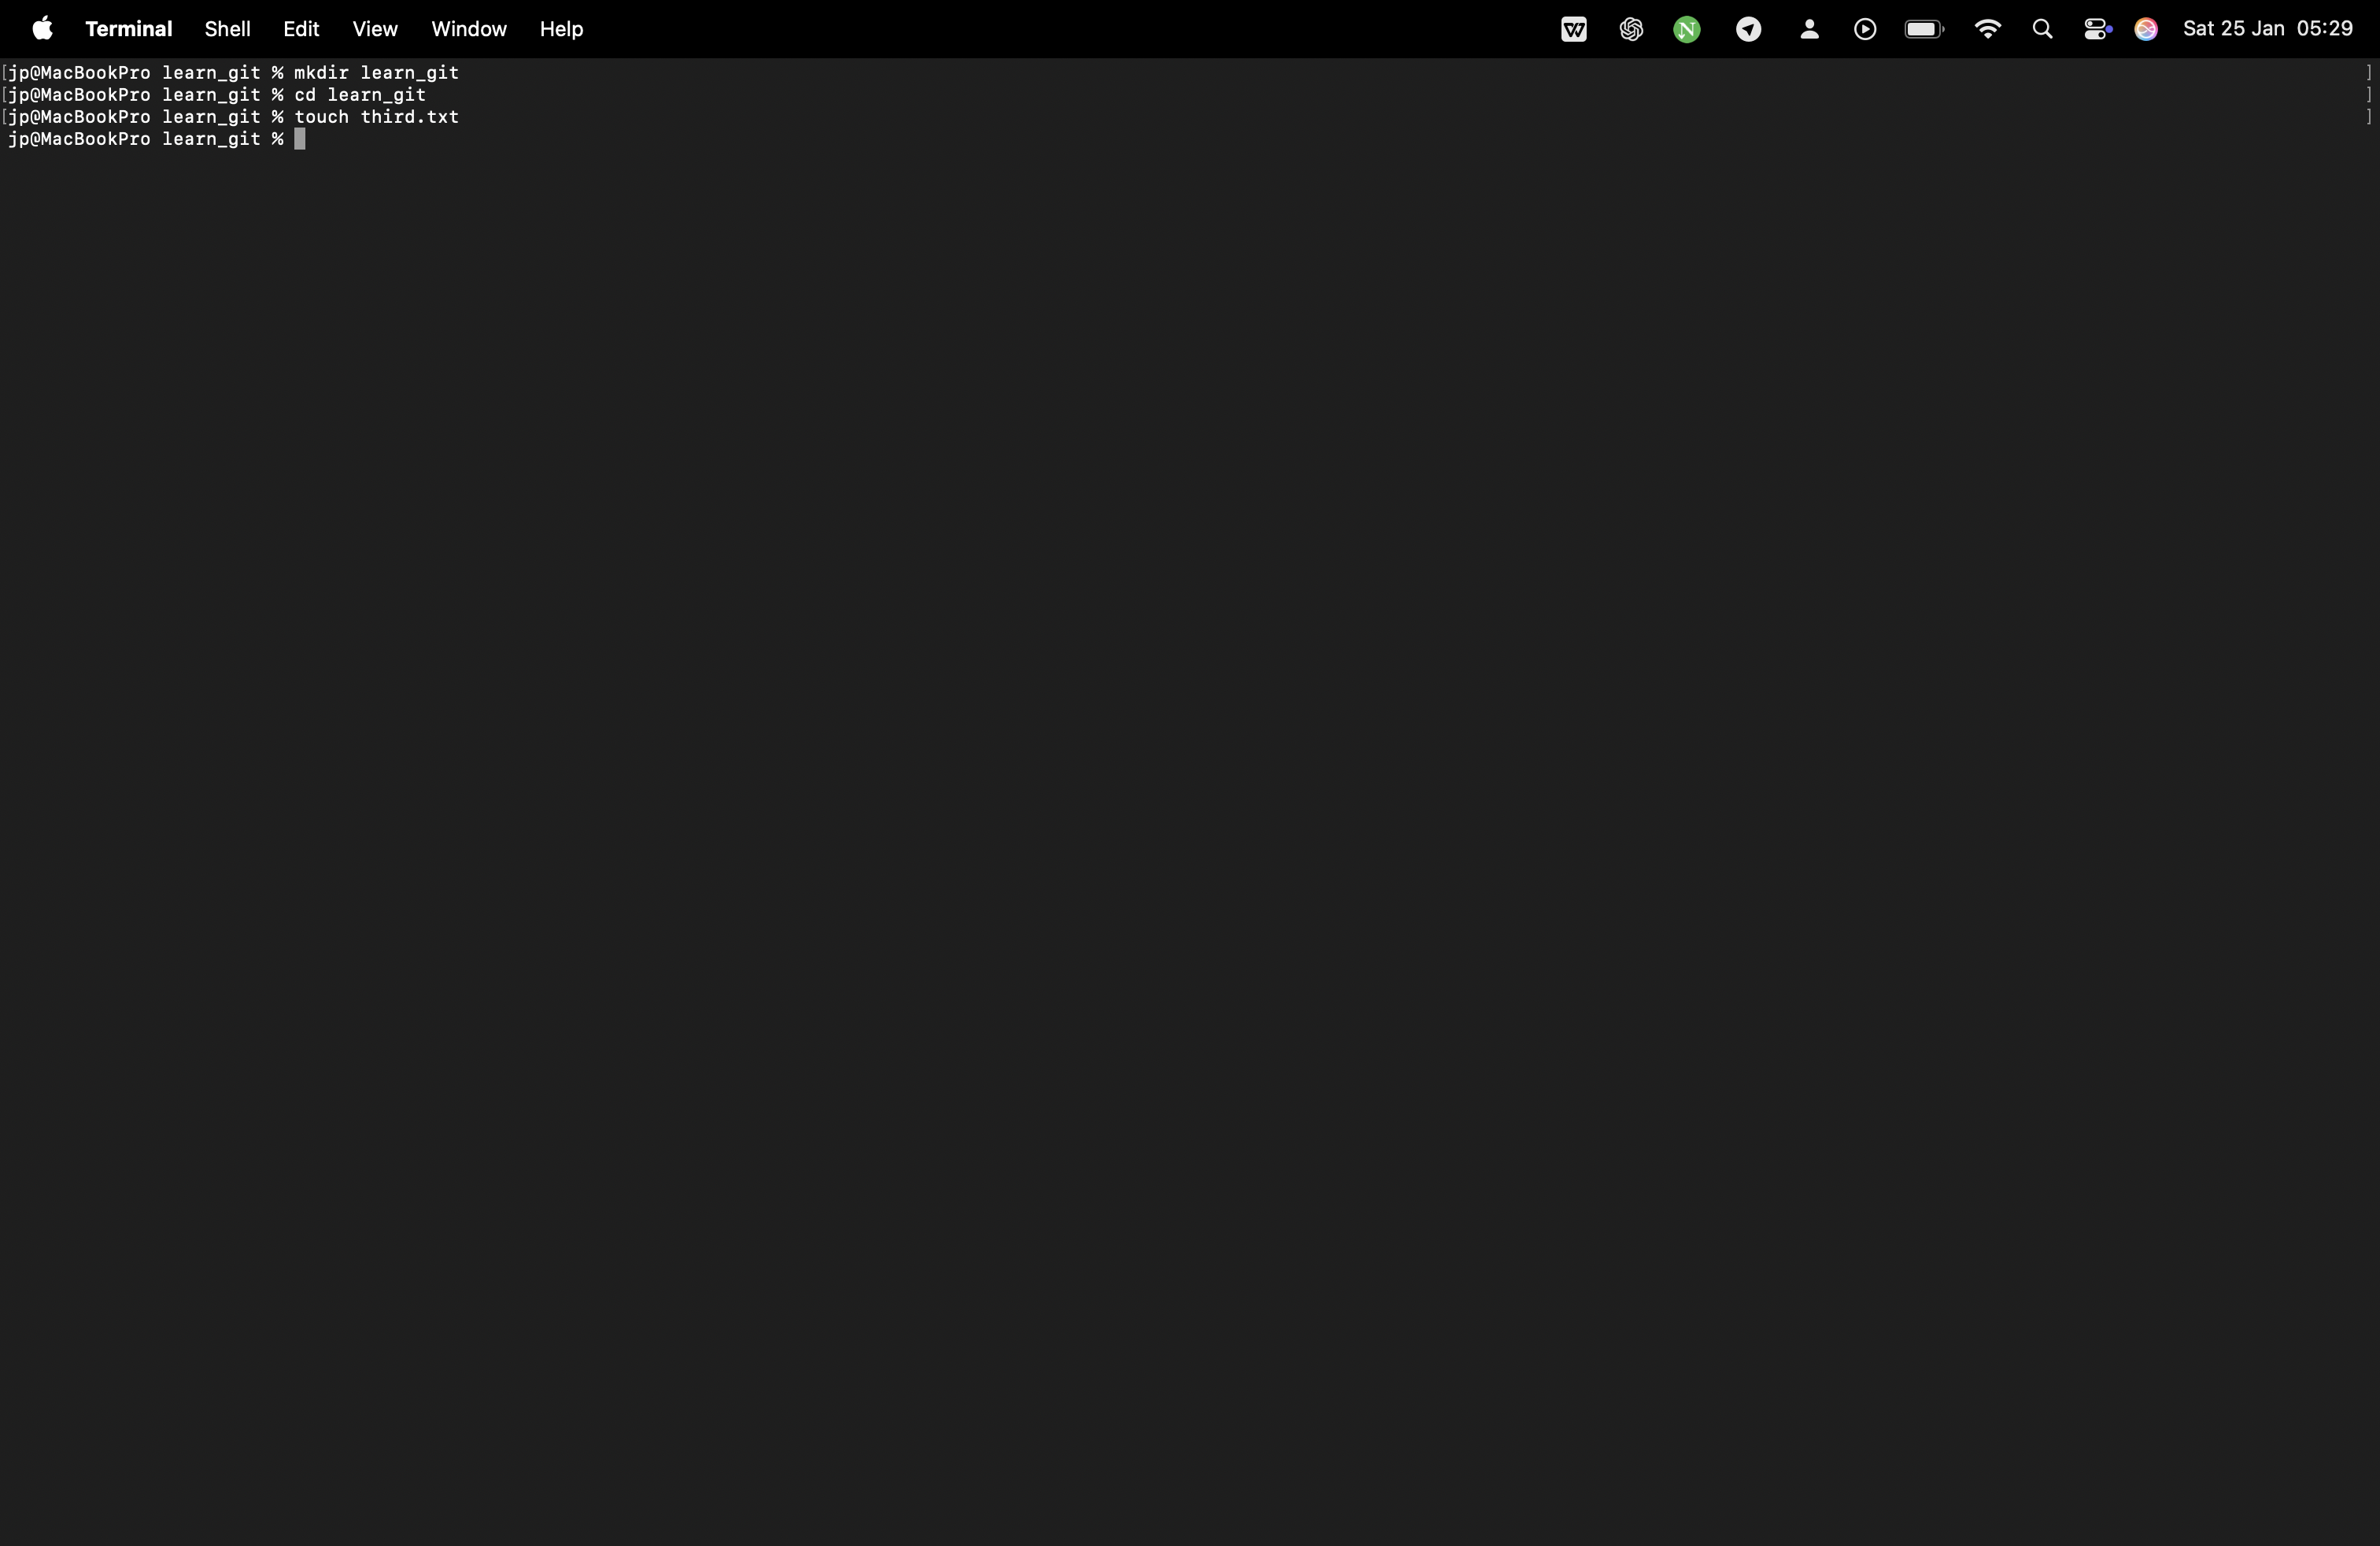 Terminal Shell Edit View Window Help Sat 25 Jan 05:29
[jp@MacBookPro learn_git % mkdir learn_git ]
[jp@MacBookPro learn_git % cd learn_git ]
[jp@MacBookPro learn_git % touch third.txt ]
jp@MacBookPro learn_git %